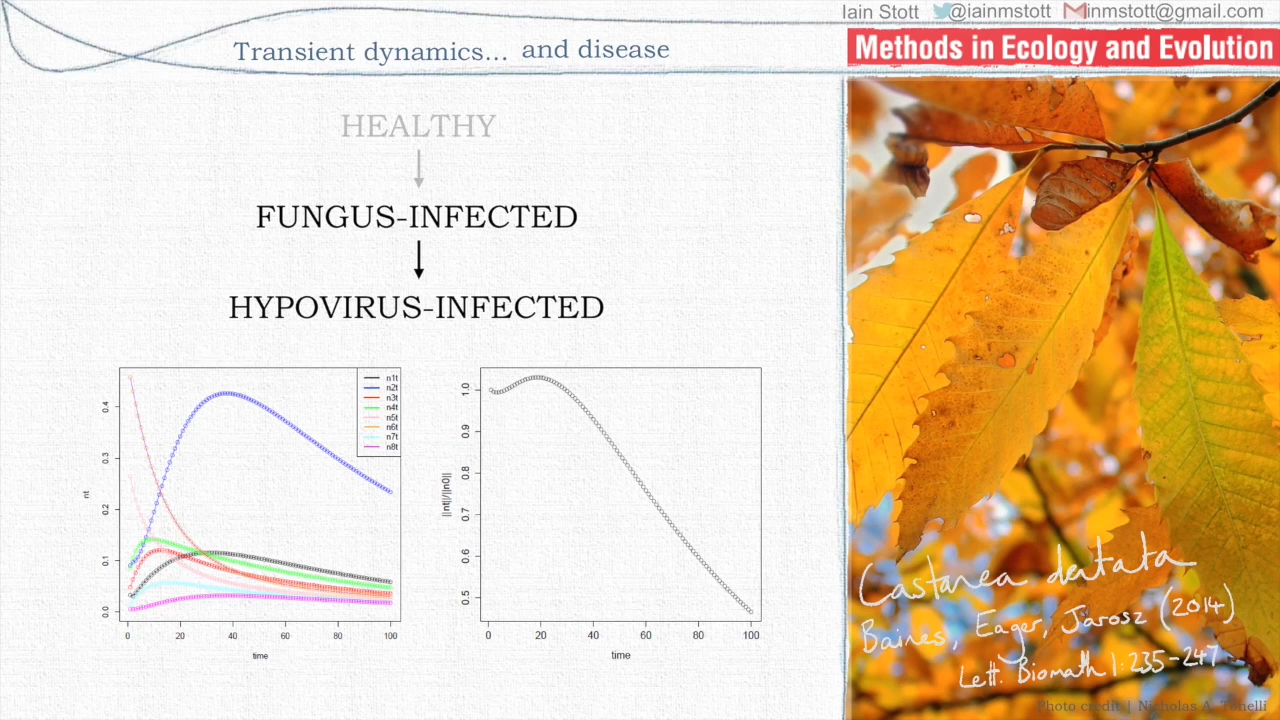 Iain Stott @iainmstott inmstott@gmail.com
Transient dynamics... and disease
Methods in Ecology and Evolution
HEALTHY
FUNGUS-INFECTED
HYPOVIRUS-INFECTED
n1t
n2t
n3t
n4t
n5t
n6t
n7t
n8t
nt
0.4
0.3
0.2
0.1
0.0
0 20 40 60 80 100
time
||nt||/||n0||
1.0
0.9
0.8
0.7
0.6
0.5
0 20 40 60 80 100
time
Castanea dentata
Baines, Eager, Jarosz (2014)
Lett. Biomath 1:235-247
Photo credit | Nicholas A. Tonelli